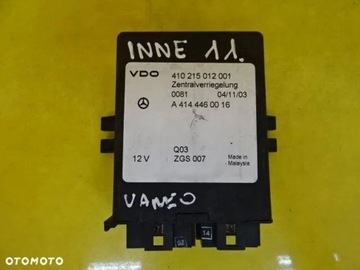 INNE 11.
VDO
410 215 012 001
Zentralverriegelung
0081 04/11/03
A 414 446 00 16
Q03
12 V ZGS 007
Made in
Malaysia
VANEO
14
OTOMOTO